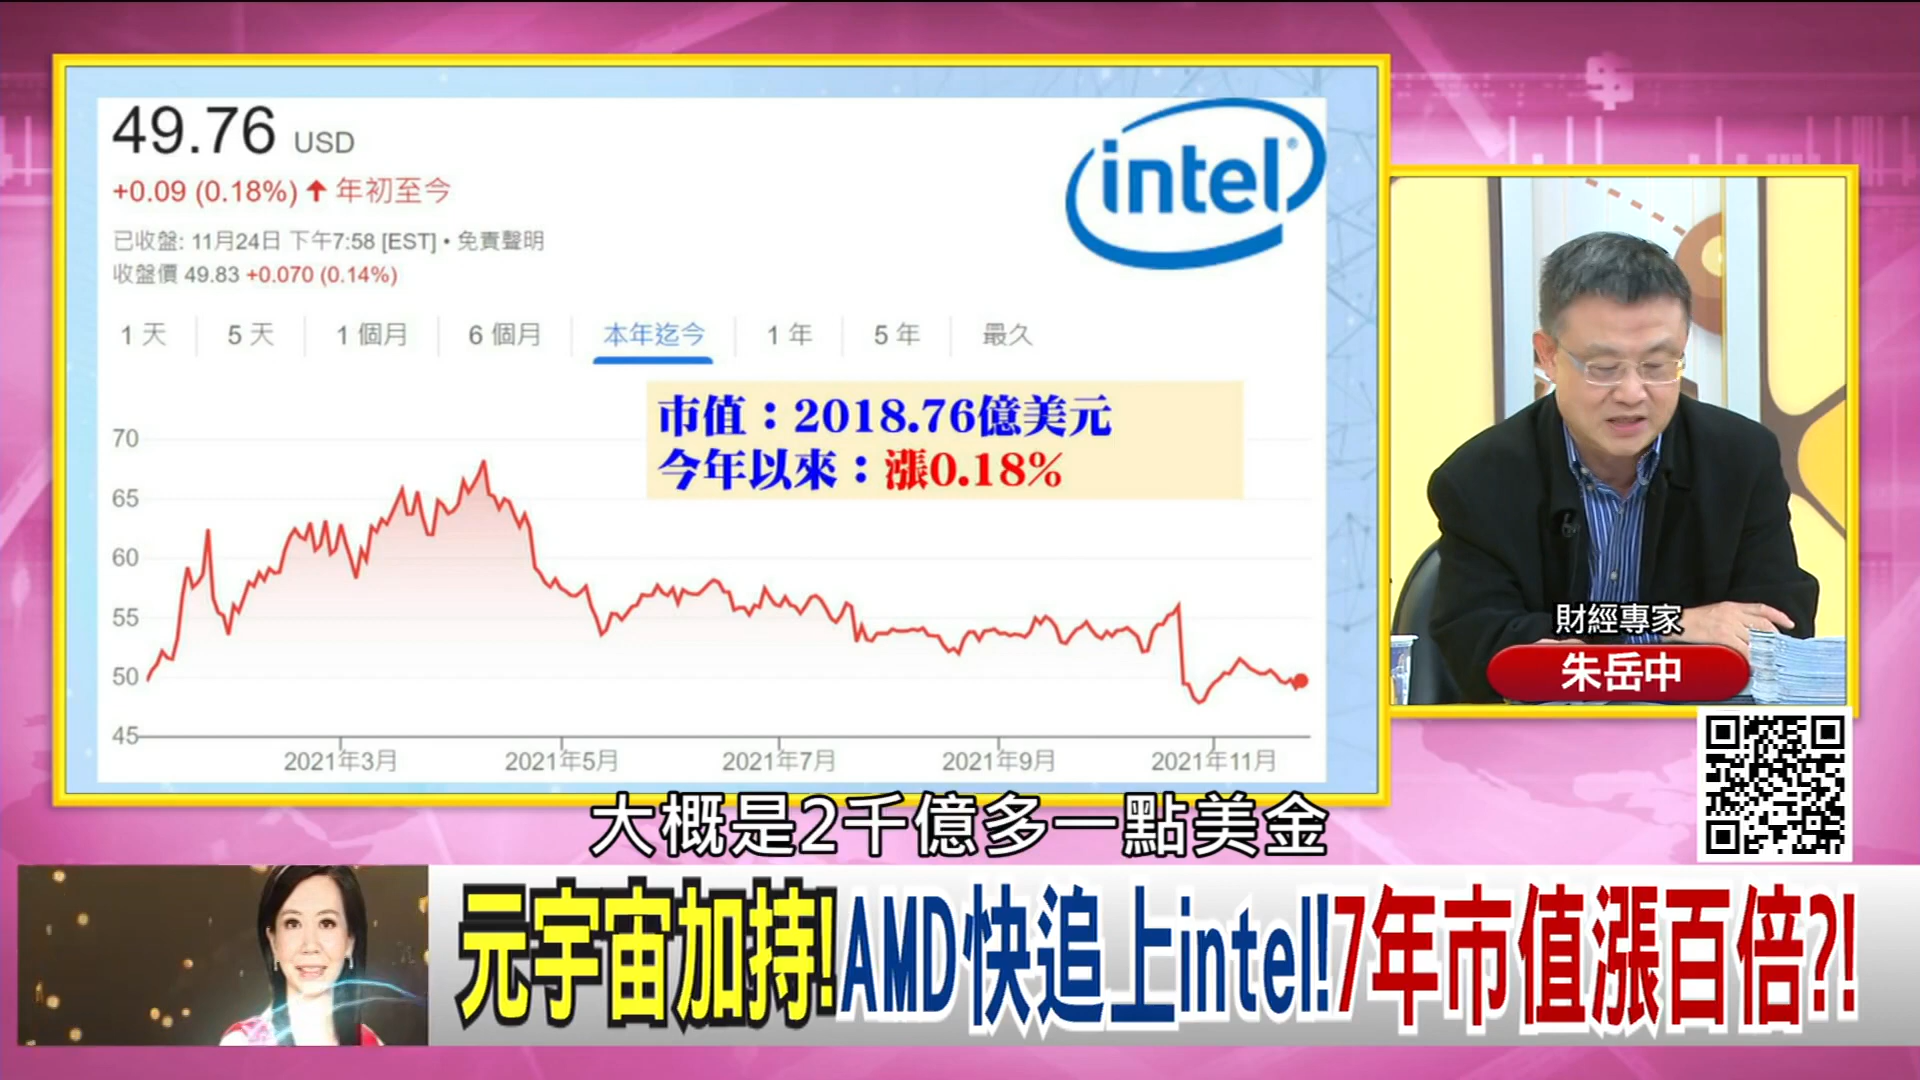 49.76 USD
+0.09 (0.18%) ↑ 年初至今
已收盤: 11月24日 下午7:58 [EST] • 免責聲明
收盤價 49.83 +0.070 (0.14%)
intel®
1 天 5 天 1 個月 6 個月 本年迄今 1 年 5 年 最久
市值：2018.76億美元
今年以來：漲0.18%
70
65
60
55
50
45
2021年3月 2021年5月 2021年7月 2021年9月 2021年11月
財經專家
朱岳中
大概是2千億多一點美金
元宇宙加持!AMD快追上intel!7年市值漲百倍?!